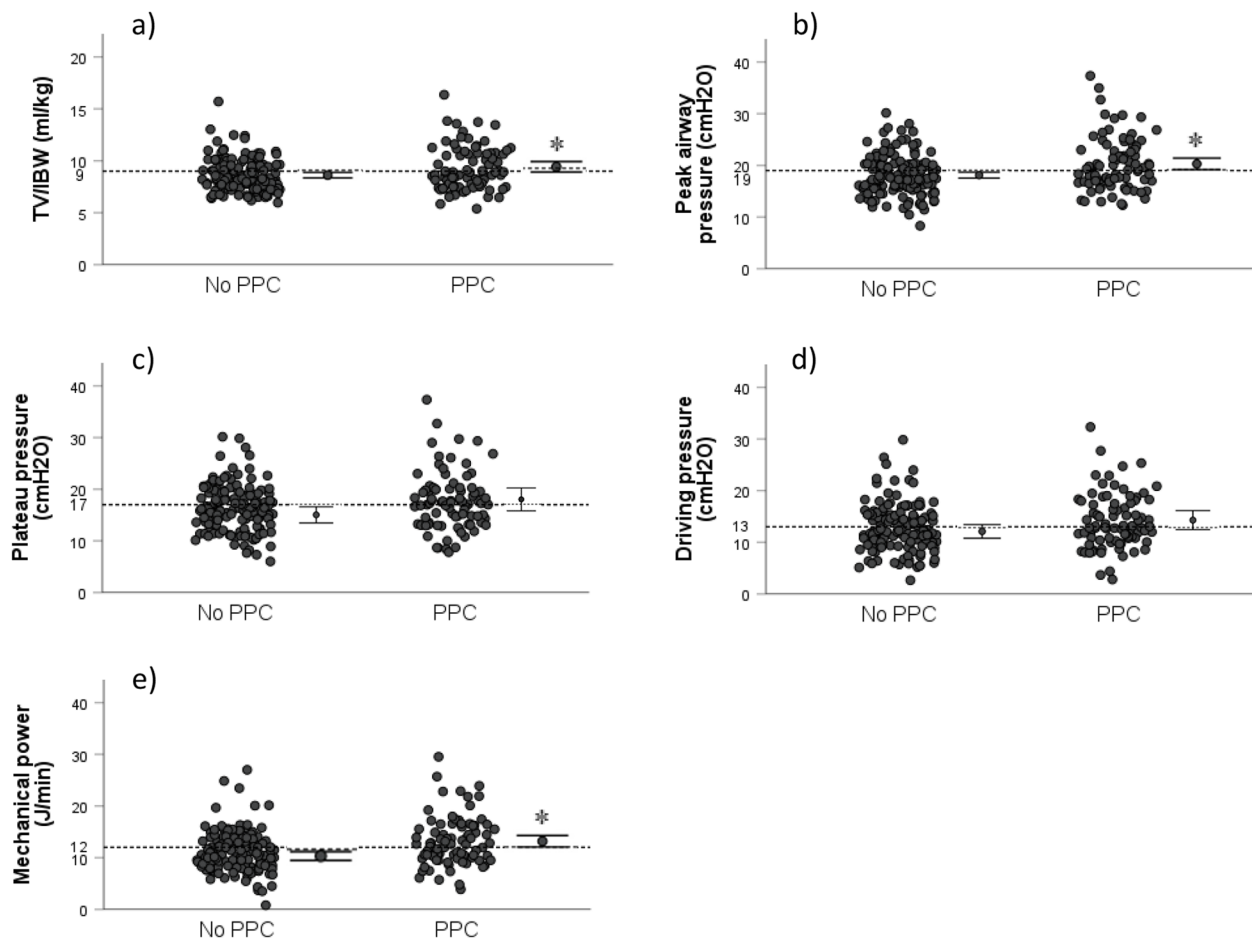 a)
TV/IBW (ml/kg)
20
15
10
9
5
0
No PPC
PPC
*
b)
Peak airway
pressure (cmH2O)
40
30
20
19
10
0
No PPC
PPC
*
c)
Plateau pressure
(cmH2O)
40
30
20
17
10
0
No PPC
PPC
d)
Driving pressure
(cmH2O)
40
30
20
13
10
0
No PPC
PPC
e)
Mechanical power
(J/min)
40
30
20
12
10
0
No PPC
PPC
*